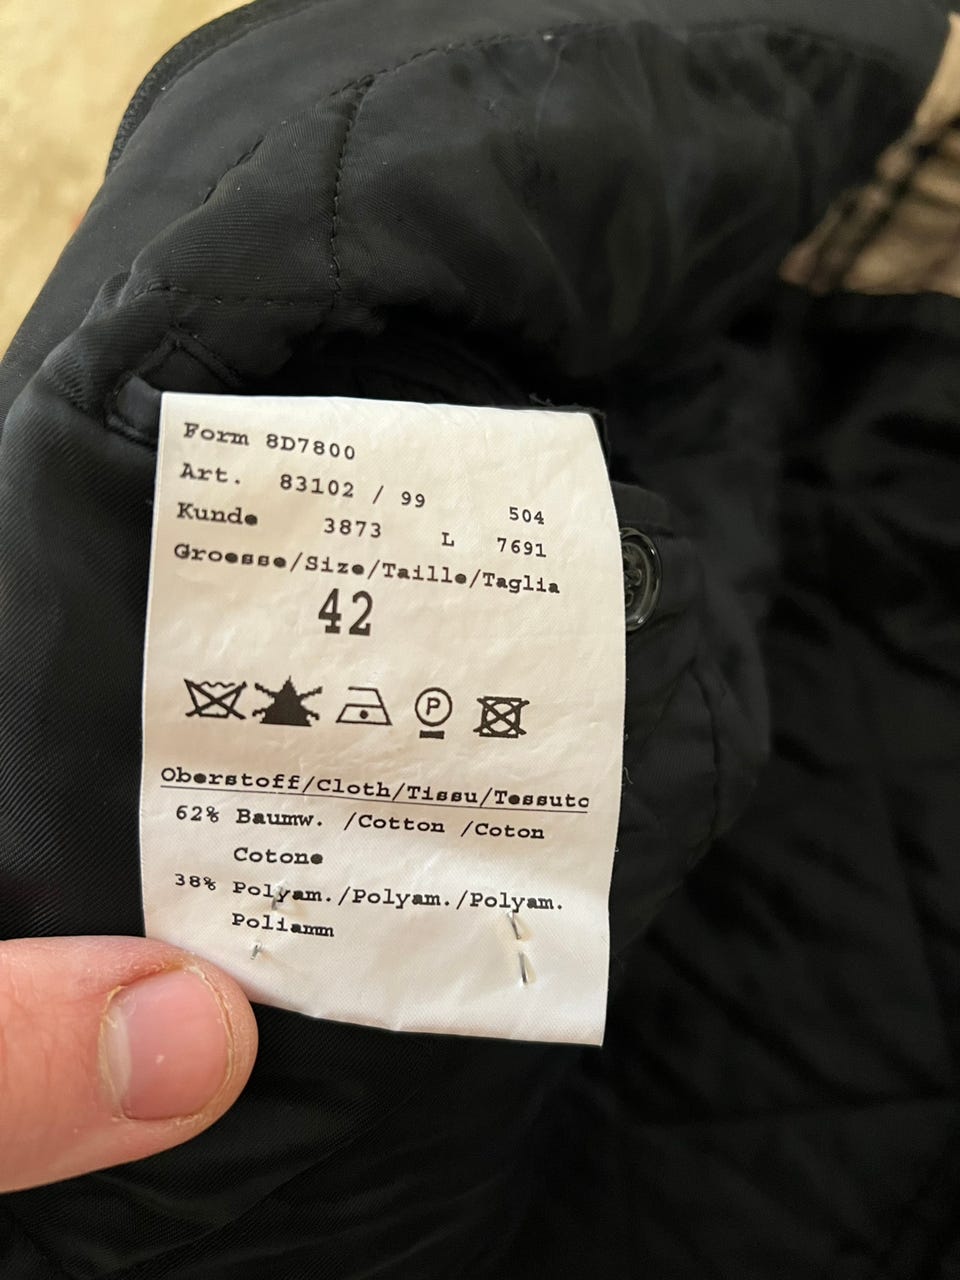 Form 8D7800
Art. 83102 / 99 504
Kunde 3873 L 7691
Groesse/Size/Taille/Taglia
42
P
Oberstoff/Cloth/Tissu/Tessuto
62% Baumw. /Cotton /Coton
Cotone
38% Polyam./Polyam./Polyam.
Poliamm